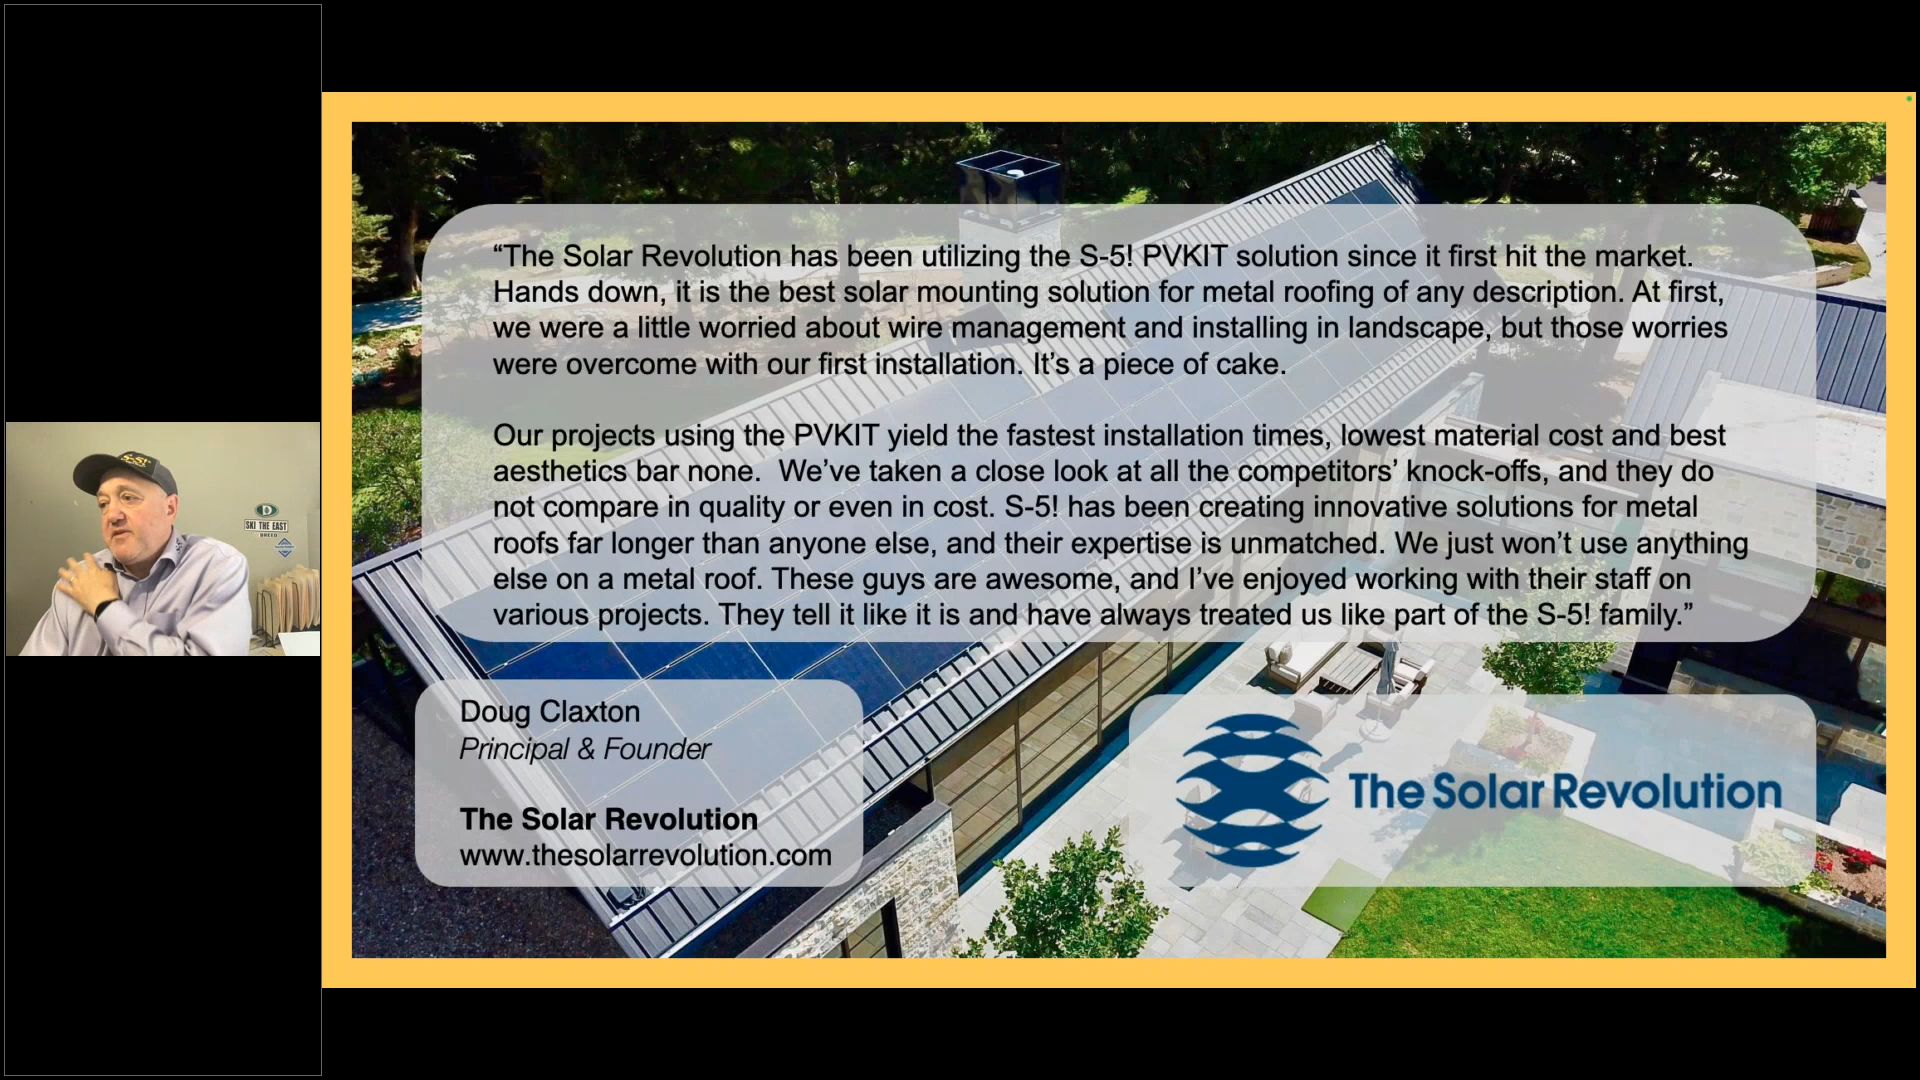 “The Solar Revolution has been utilizing the S-5! PVKIT solution since it first hit the market.
Hands down, it is the best solar mounting solution for metal roofing of any description. At first,
we were a little worried about wire management and installing in landscape, but those worries
were overcome with our first installation. It’s a piece of cake.
Our projects using the PVKIT yield the fastest installation times, lowest material cost and best
aesthetics bar none.  We’ve taken a close look at all the competitors’ knock-offs, and they do
not compare in quality or even in cost. S-5! has been creating innovative solutions for metal
roofs far longer than anyone else, and their expertise is unmatched. We just won’t use anything
else on a metal roof. These guys are awesome, and I’ve enjoyed working with their staff on
various projects. They tell it like it is and have always treated us like part of the S-5! family.”
S-5!
SKI THE EAST
BREED
Doug Claxton
Principal & Founder
The Solar Revolution
www.thesolarrevolution.com
The Solar Revolution